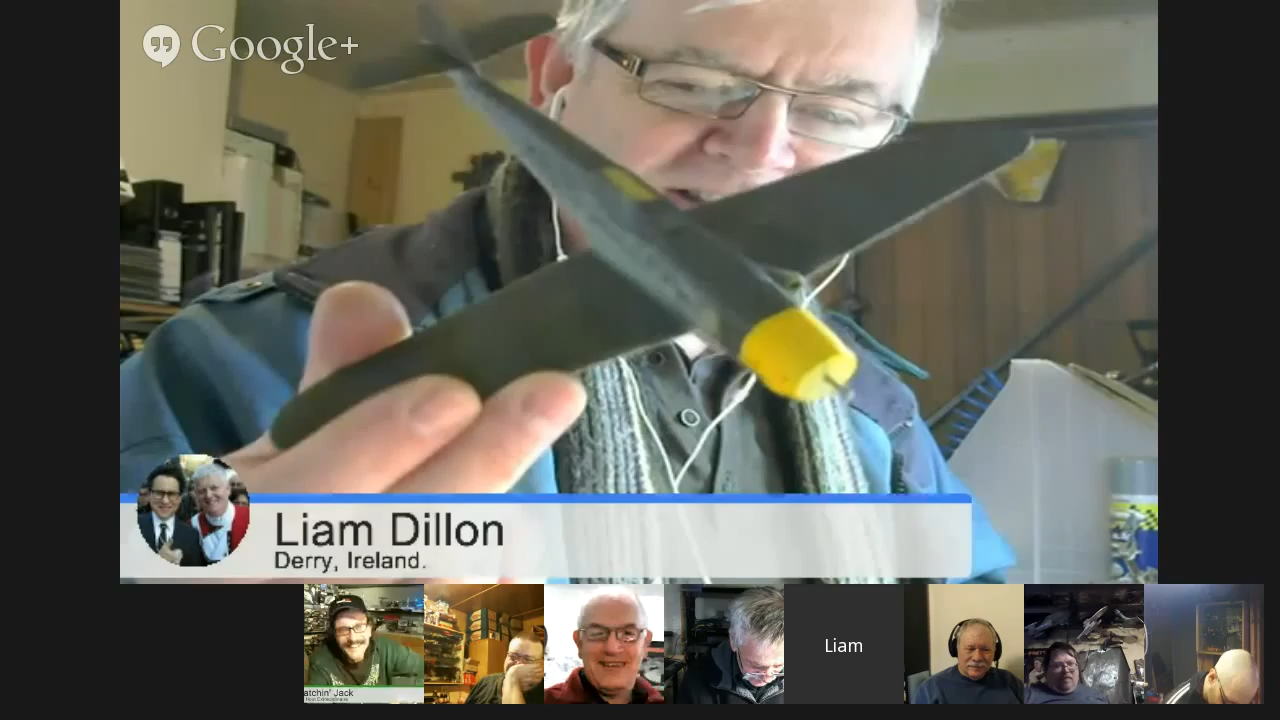 Google+
Liam Dillon
Derry, Ireland.
Liam
atchin' Jack